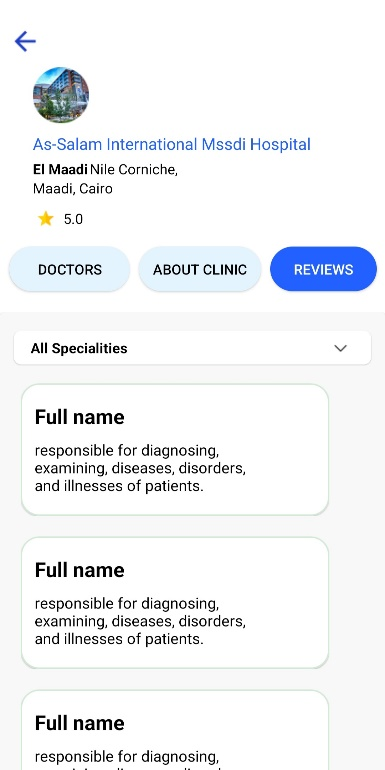 As-Salam International Mssdi Hospital
El Maadi Nile Corniche,
Maadi, Cairo
5.0
DOCTORS
ABOUT CLINIC
REVIEWS
All Specialities
Full name
responsible for diagnosing,
examining, diseases, disorders,
and illnesses of patients.
Full name
responsible for diagnosing,
examining, diseases, disorders,
and illnesses of patients.
Full name
responsible for diagnosing,